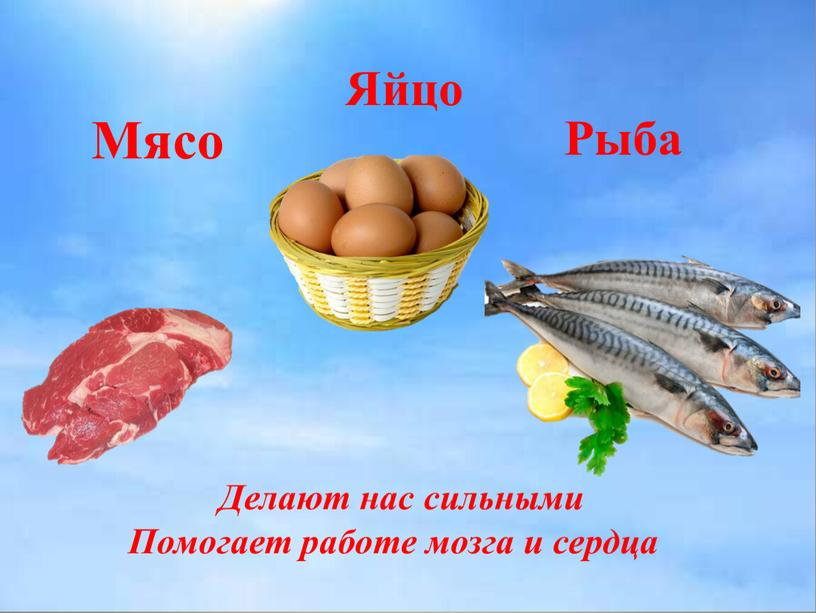 Яйцо
Мясо
Рыба
Делают нас сильными
Помогает работе мозга и сердца